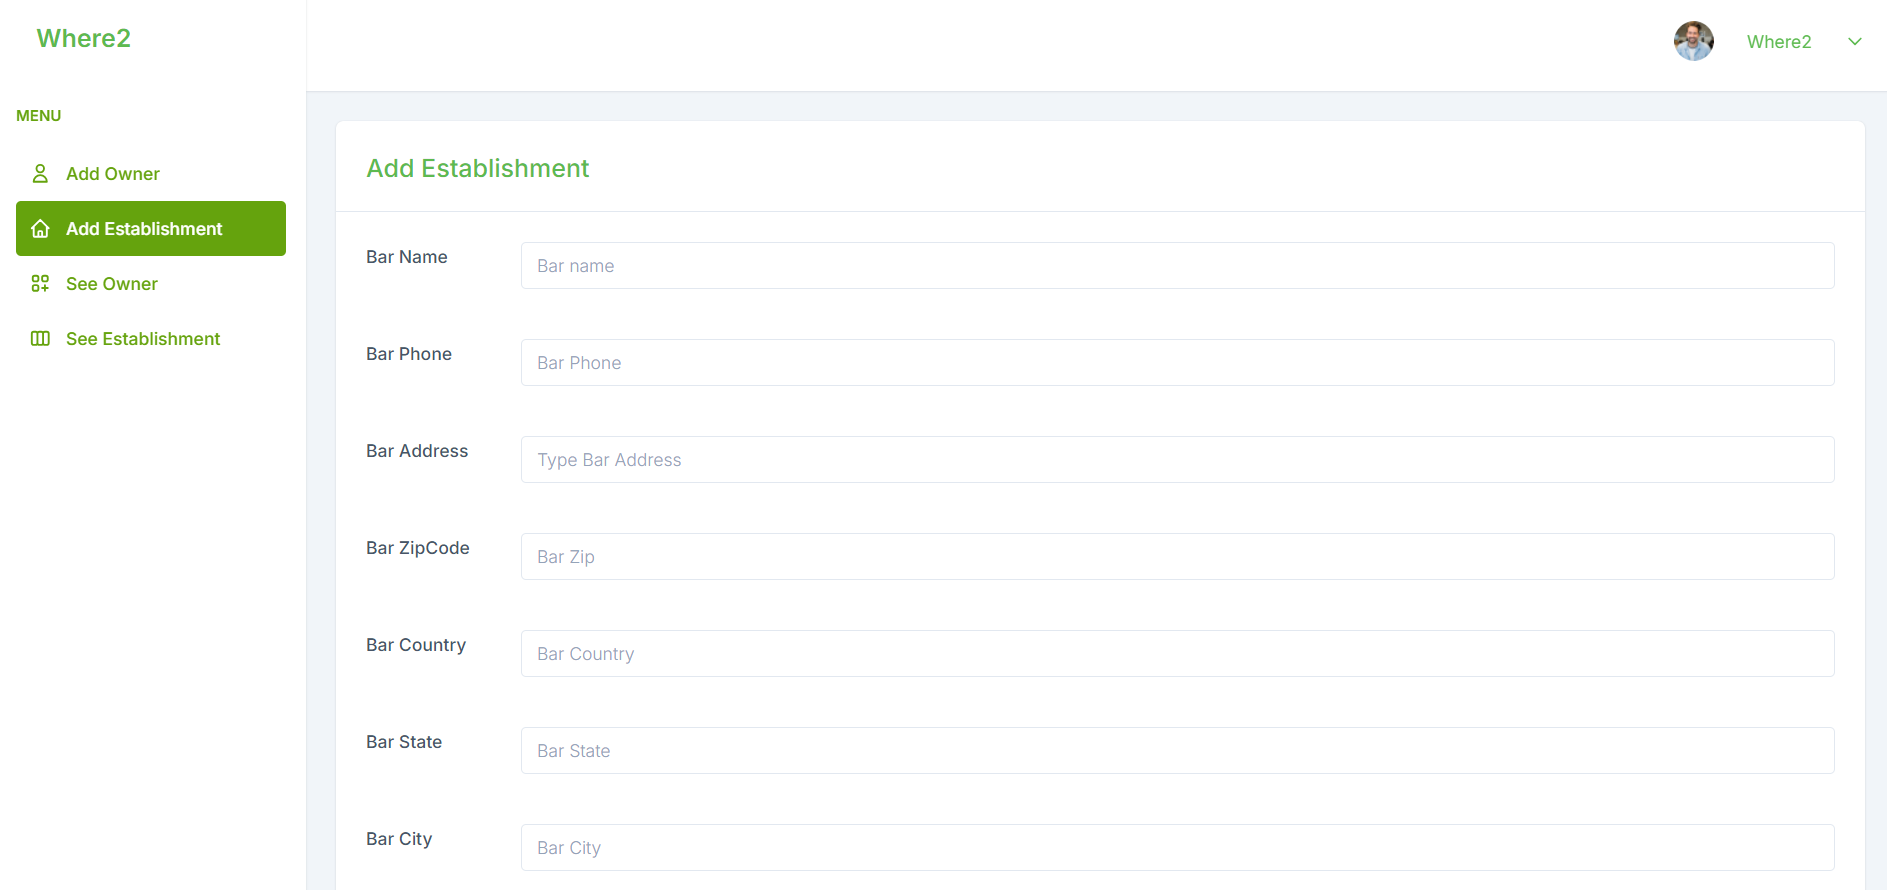 Where2
Where2
MENU
Add Owner
Add Establishment
See Owner
See Establishment
Add Establishment
Bar Name
Bar name
Bar Phone
Bar Phone
Bar Address
Type Bar Address
Bar ZipCode
Bar Zip
Bar Country
Bar Country
Bar State
Bar State
Bar City
Bar City